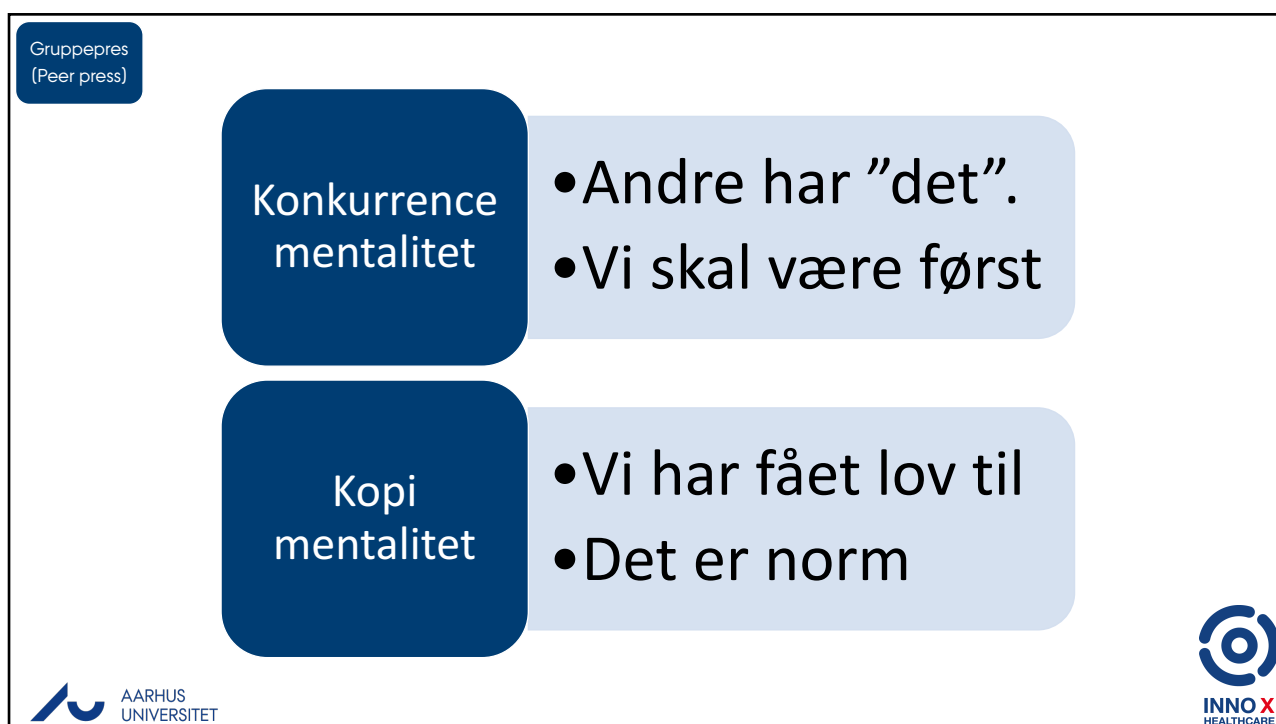 Gruppepres
(Peer press)
Konkurrence
mentalitet
•Andre har ”det”.
•Vi skal være først
Kopi
mentalitet
•Vi har fået lov til
•Det er norm
AARHUS
UNIVERSITET
INNO X
HEALTHCARE